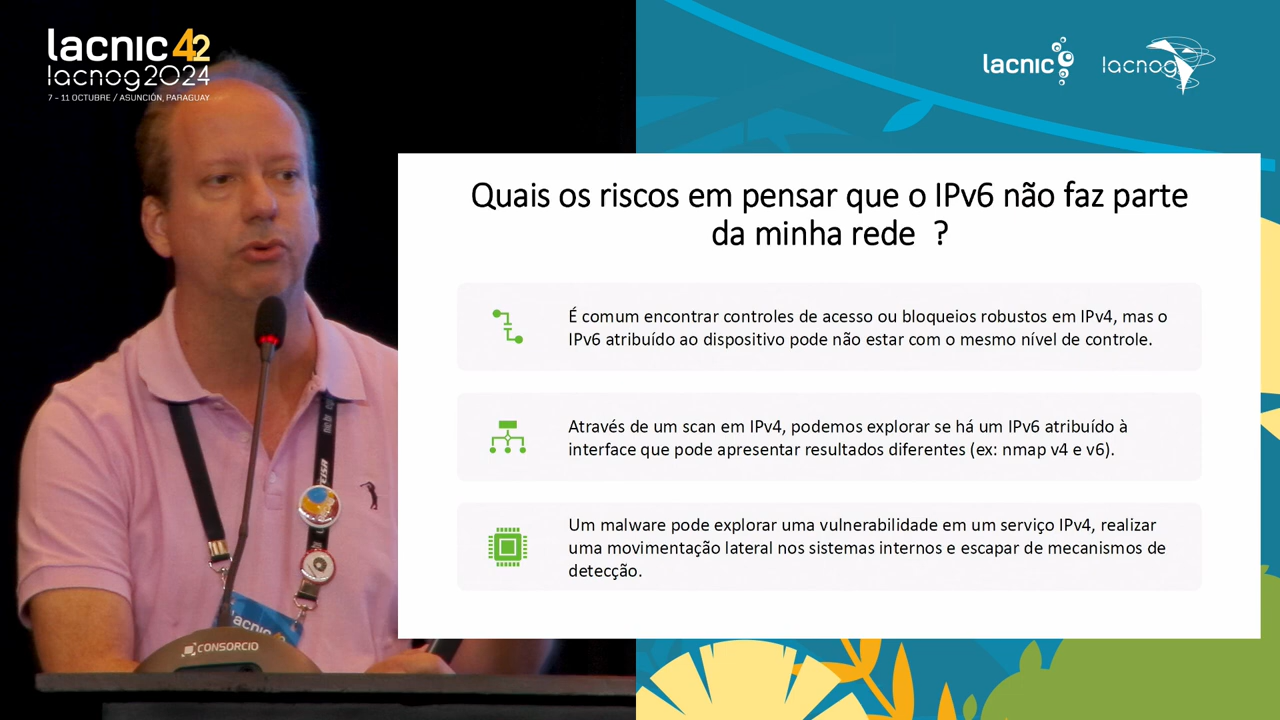 lacnic 42
lacnog2024
7 - 11 OCTUBRE / ASUNCIÓN, PARAGUAY
lacnic
lacnog
Quais os riscos em pensar que o IPv6 não faz parte
da minha rede ?
É comum encontrar controles de acesso ou bloqueios robustos em IPv4, mas o
IPv6 atribuído ao dispositivo pode não estar com o mesmo nível de controle.
Através de um scan em IPv4, podemos explorar se há um IPv6 atribuído à
interface que pode apresentar resultados diferentes (ex: nmap v4 e v6).
Um malware pode explorar uma vulnerabilidade em um serviço IPv4, realizar
uma movimentação lateral nos sistemas internos e escapar de mecanismos de
detecção.
lacnic 42
CONSORCIO